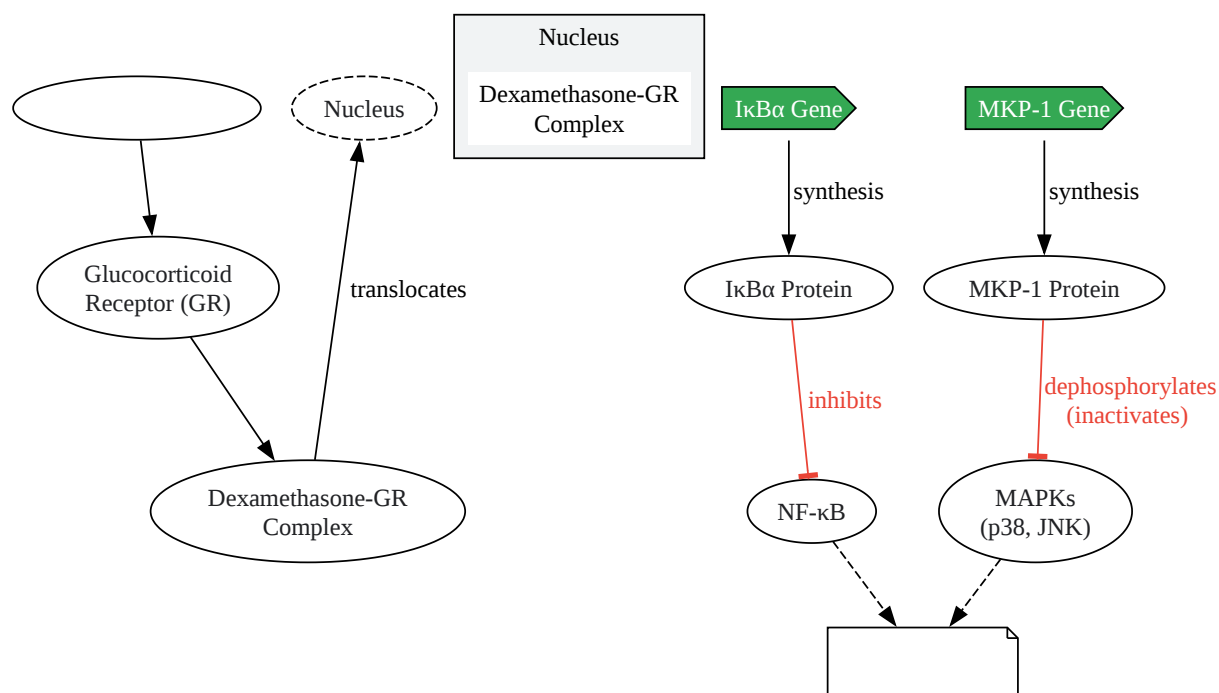 Nucleus
Nucleus
Dexamethasone-GR
Complex
IκBα Gene
MKP-1 Gene
synthesis
synthesis
Glucocorticoid
Receptor (GR)
translocates
IκBα Protein
MKP-1 Protein
inhibits
dephosphorylates
(inactivates)
Dexamethasone-GR
Complex
NF-κB
MAPKs
(p38, JNK)